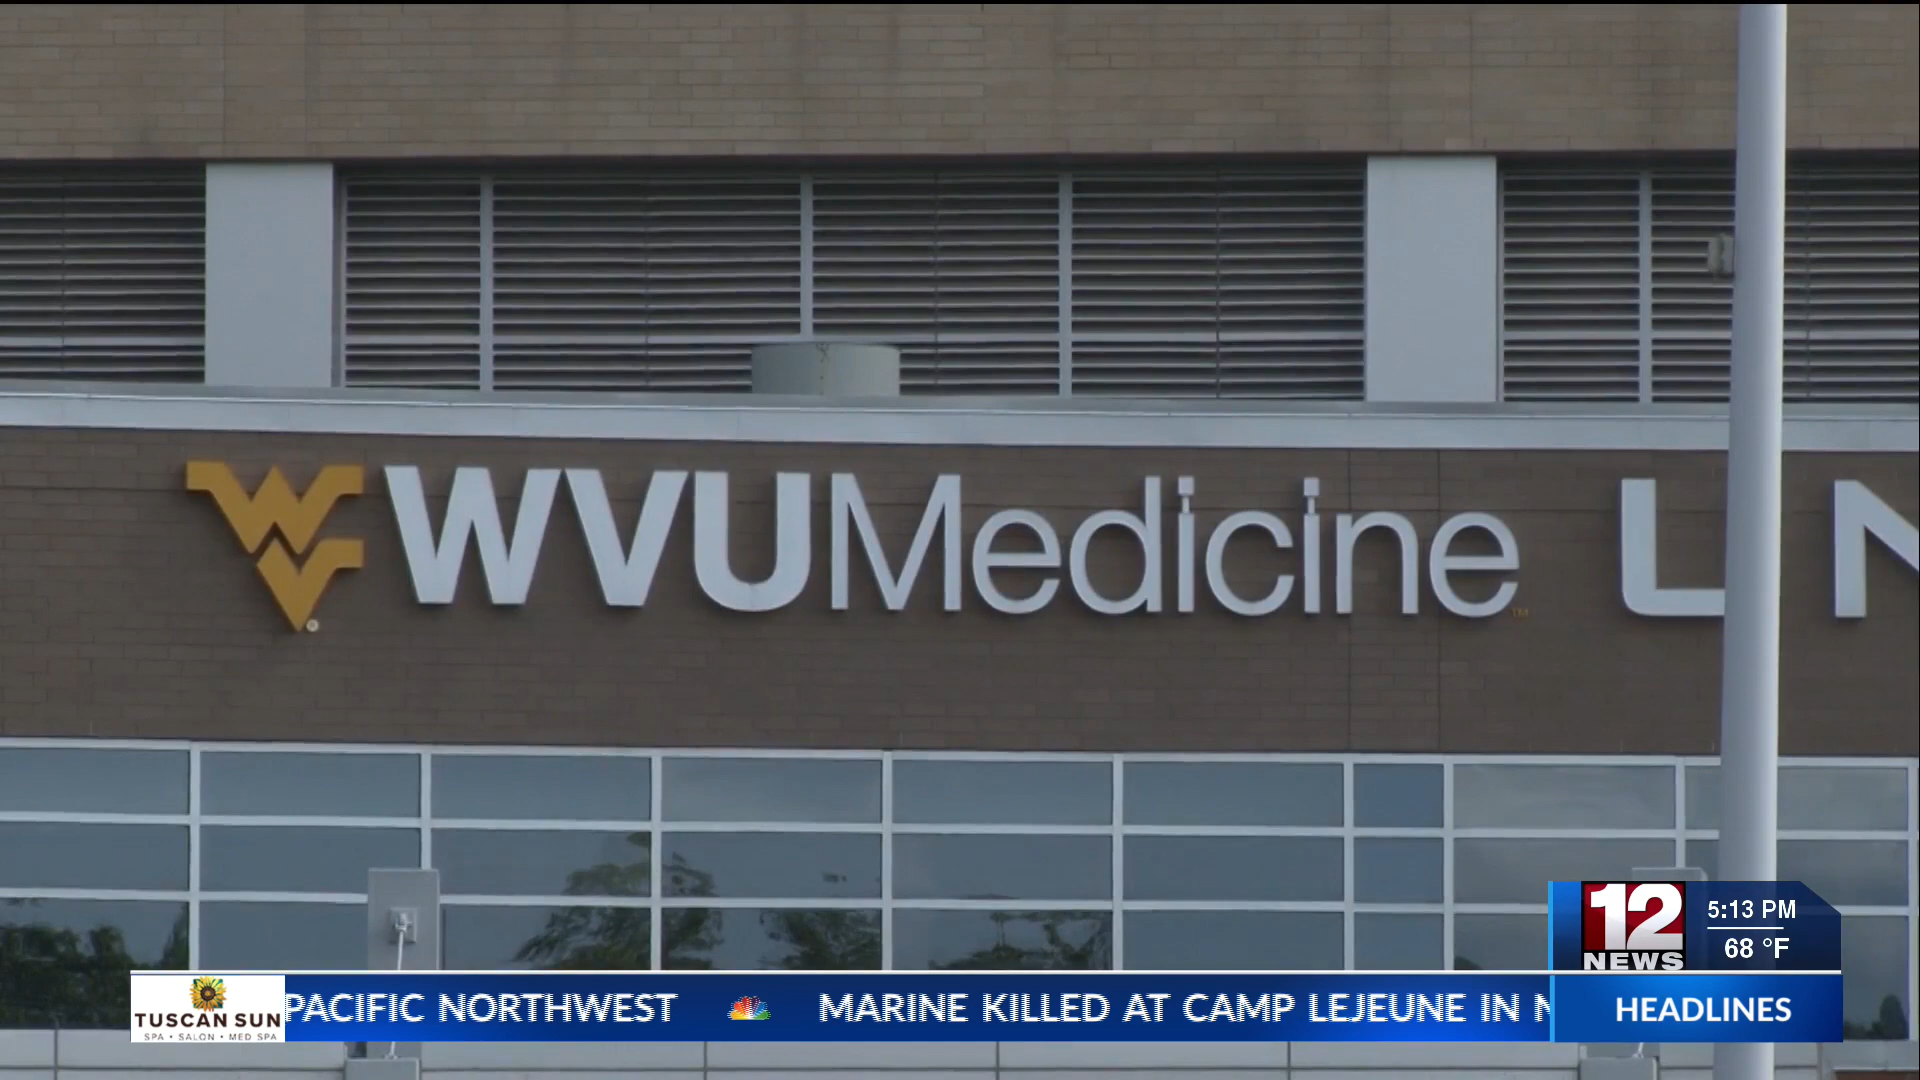 WVUMedicine™
12
NEWS
5:13 PM
68 °F
TUSCAN SUN
SPA • SALON • MED SPA
PACIFIC NORTHWEST
MARINE KILLED AT CAMP LEJEUNE IN
HEADLINES